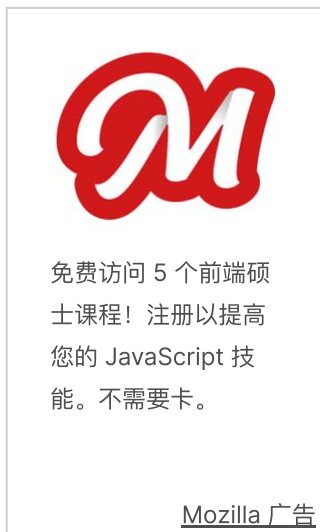 M
免费访问 5 个前端硕
士课程！注册以提高
您的 JavaScript 技
能。不需要卡。
Mozilla 广告